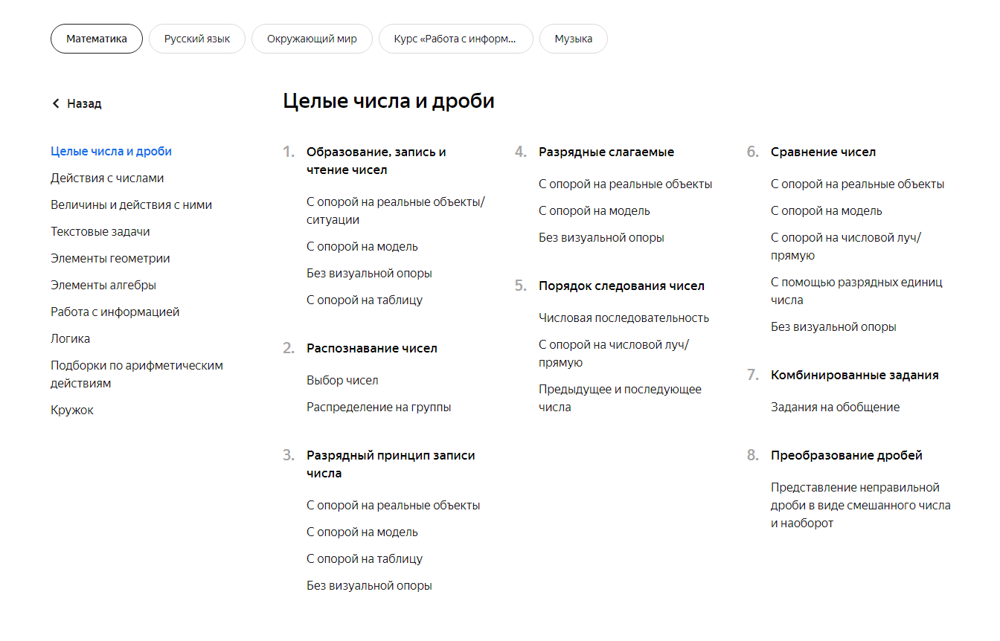 Математика
Русский язык
Окружающий мир
Курс «Работа с информ...
Музыка
Назад
Целые числа и дроби
Действия с числами
Величины и действия с ними
Текстовые задачи
Элементы геометрии
Элементы алгебры
Работа с информацией
Логика
Подборки по арифметическим
действиям
Кружок
Целые числа и дроби
1. Образование, запись и
чтение чисел
С опорой на реальные объекты/
ситуации
С опорой на модель
Без визуальной опоры
С опорой на таблицу
2. Распознавание чисел
Выбор чисел
Распределение на группы
3. Разрядный принцип записи
числа
С опорой на реальные объекты
С опорой на модель
С опорой на таблицу
Без визуальной опоры
4. Разрядные слагаемые
С опорой на реальные объекты
С опорой на модель
Без визуальной опоры
5. Порядок следования чисел
Числовая последовательность
С опорой на числовой луч/
прямую
Предыдущее и последующее
числа
6. Сравнение чисел
С опорой на реальные объекты
С опорой на модель
С опорой на числовой луч/
прямую
С помощью разрядных единиц
числа
Без визуальной опоры
7. Комбинированные задания
Задания на обобщение
8. Преобразование дробей
Представление неправильной
дроби в виде смешанного числа
и наоборот